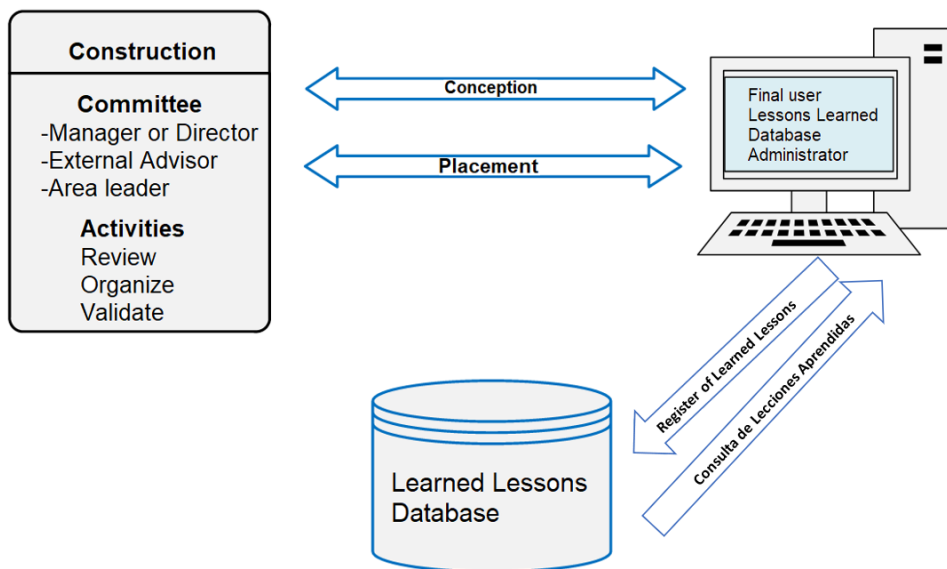 Construction
Committee
-Manager or Director
-External Advisor
-Area leader
Activities
Review
Organize
Validate
Conception
Placement
Final user
Lessons Learned
Database
Administrator
Register of Learned Lessons
Consulta de Lecciones Aprendidas
Learned Lessons
Database